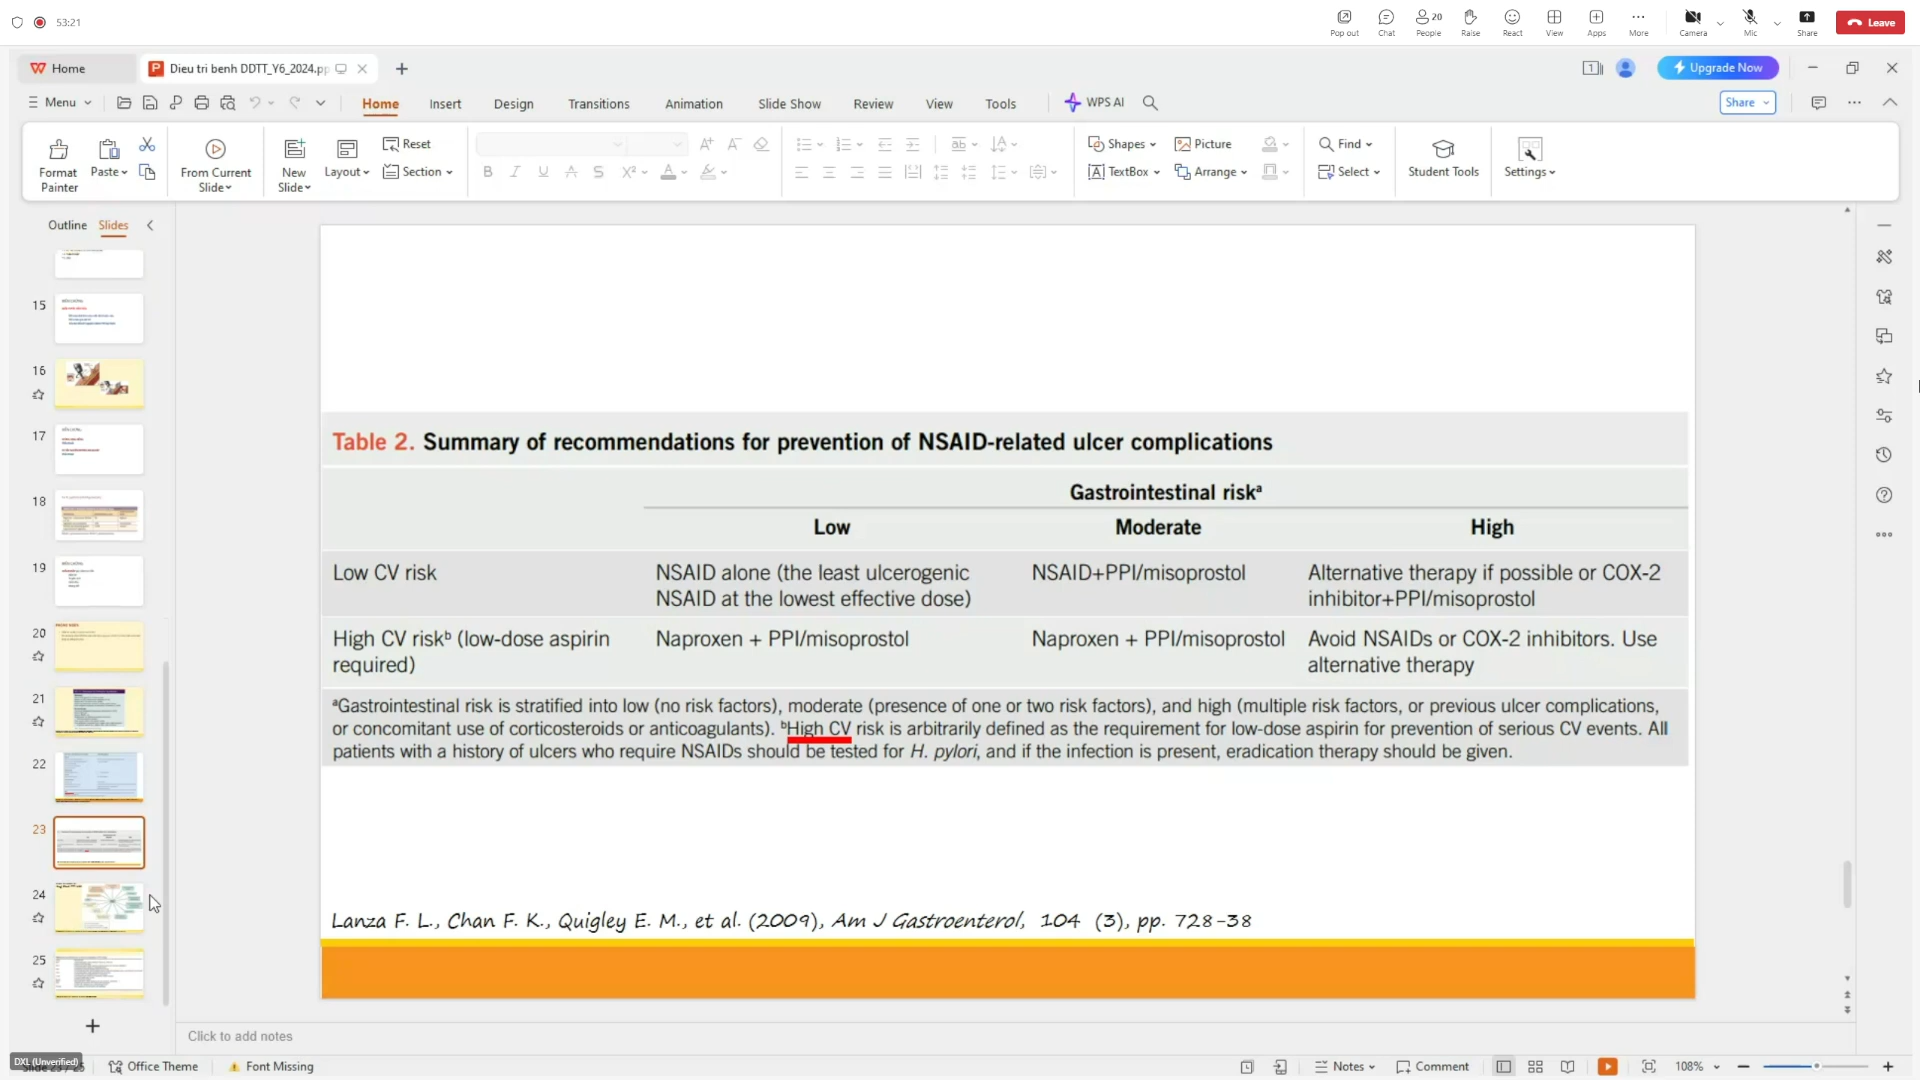 53:21
Pop out
Chat
20
People
Raise
React
View
Apps
More
Camera
Mic
Share
Leave
Home
Dieu tri benh DDTT_Y6_2024.pp
Upgrade Now
Menu
Home
Insert
Design
Transitions
Animation
Slide Show
Review
View
Tools
WPS AI
Share
Format Painter
Paste
From Current Slide
New Slide
Layout
Reset
Section
Shapes
Picture
TextBox
Arrange
Find
Select
Student Tools
Settings
Outline
Slides
15
16
17
18
19
20
21
22
23
24
25
Table 2. Summary of recommendations for prevention of NSAID-related ulcer complications
Gastrointestinal riskᵃ
Low
Moderate
High
Low CV risk
NSAID alone (the least ulcerogenic
NSAID at the lowest effective dose)
NSAID+PPI/misoprostol
Alternative therapy if possible or COX-2
inhibitor+PPI/misoprostol
High CV riskᵇ (low-dose aspirin
required)
Naproxen + PPI/misoprostol
Naproxen + PPI/misoprostol
Avoid NSAIDs or COX-2 inhibitors. Use
alternative therapy
ᵃGastrointestinal risk is stratified into low (no risk factors), moderate (presence of one or two risk factors), and high (multiple risk factors, or previous ulcer complications,
or concomitant use of corticosteroids or anticoagulants). ᵇHigh CV risk is arbitrarily defined as the requirement for low-dose aspirin for prevention of serious CV events. All
patients with a history of ulcers who require NSAIDs should be tested for H. pylori, and if the infection is present, eradication therapy should be given.
Lanza F. L., Chan F. K., Quigley E. M., et al. (2009), Am J Gastroenterol, 104 (3), pp. 728-38
Click to add notes
DXL (Unverified)
Office Theme
Font Missing
Notes
Comment
108%